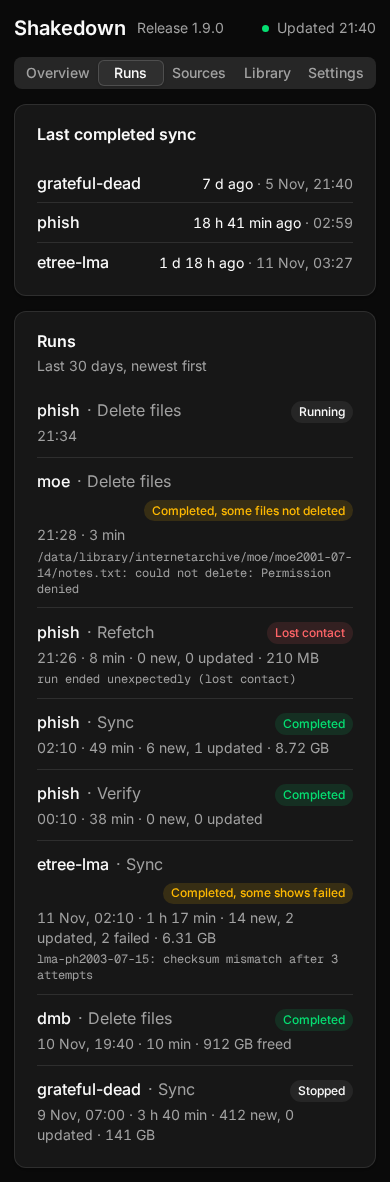 Shakedown Release 1.9.0 Updated 21:40
Overview Runs Sources Library Settings
Last completed sync
grateful-dead 7 d ago · 5 Nov, 21:40
phish 18 h 41 min ago · 02:59
etree-lma 1 d 18 h ago · 11 Nov, 03:27
Runs
Last 30 days, newest first
phish · Delete files Running
21:34
moe · Delete files
Completed, some files not deleted
21:28 · 3 min
/data/library/internetarchive/moe/moe2001-07-
14/notes.txt: could not delete: Permission
denied
phish · Refetch Lost contact
21:26 · 8 min · 0 new, 0 updated · 210 MB
run ended unexpectedly (lost contact)
phish · Sync Completed
02:10 · 49 min · 6 new, 1 updated · 8.72 GB
phish · Verify Completed
00:10 · 38 min · 0 new, 0 updated
etree-lma · Sync
Completed, some shows failed
11 Nov, 02:10 · 1 h 17 min · 14 new, 2
updated, 2 failed · 6.31 GB
lma-ph2003-07-15: checksum mismatch after 3
attempts
dmb · Delete files Completed
10 Nov, 19:40 · 10 min · 912 GB freed
grateful-dead · Sync Stopped
9 Nov, 07:00 · 3 h 40 min · 412 new, 0
updated · 141 GB